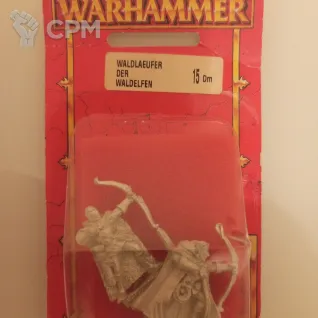 WARHAMMER
CPM
WALDLAEUFER
DER
WALDELFEN
15 Dm